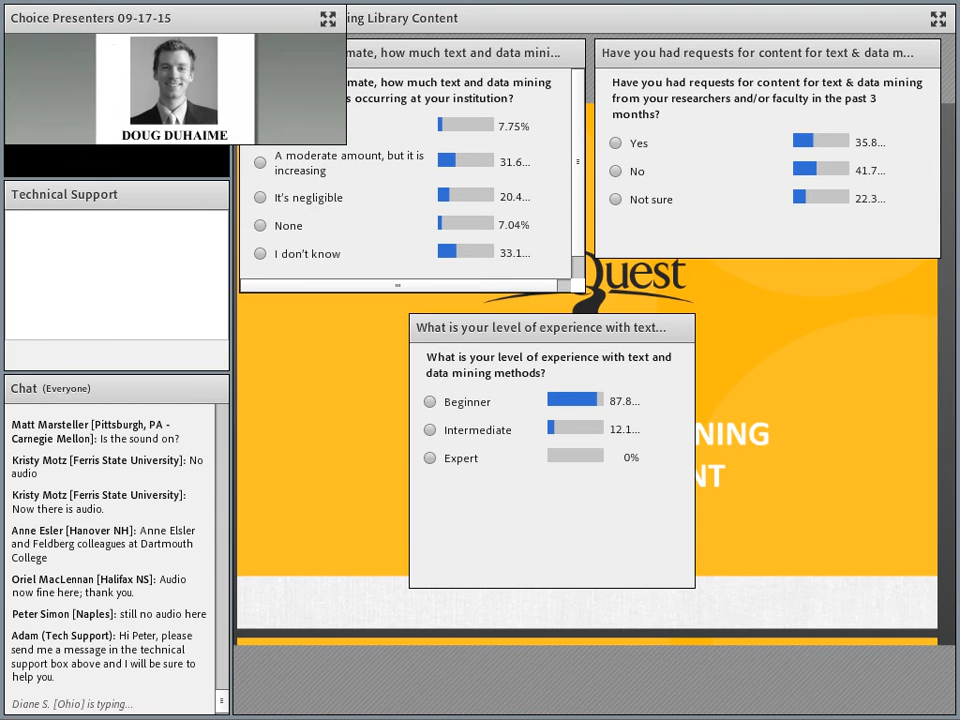 Choice Presenters 09-17-15
ing Library Content
DOUG DUHAIME
mate, how much text and data mini...
mate, how much text and data mining
s occurring at your institution?
7.75%
A moderate amount, but it is
increasing
31.6...
It's negligible
20.4...
None
7.04%
I don't know
33.1...
Have you had requests for content for text & data m...
Have you had requests for content for text & data mining
from your researchers and/or faculty in the past 3
months?
Yes
35.8...
No
41.7...
Not sure
22.3...
Quest
NING
NT
What is your level of experience with text...
What is your level of experience with text and
data mining methods?
Beginner
87.8...
Intermediate
12.1...
Expert
0%
Technical Support
Chat (Everyone)
Matt Marsteller [Pittsburgh, PA -
Carnegie Mellon]: Is the sound on?
Kristy Motz [Ferris State University]: No
audio
Kristy Motz [Ferris State University]:
Now there is audio.
Anne Esler [Hanover NH]: Anne Elsler
and Feldberg colleagues at Dartmouth
College
Oriel MacLennan [Halifax NS]: Audio
now fine here; thank you.
Peter Simon [Naples]: still no audio here
Adam (Tech Support): Hi Peter, please
send me a message in the technical
support box above and I will be sure to
help you.
Diane S. [Ohio] is typing...